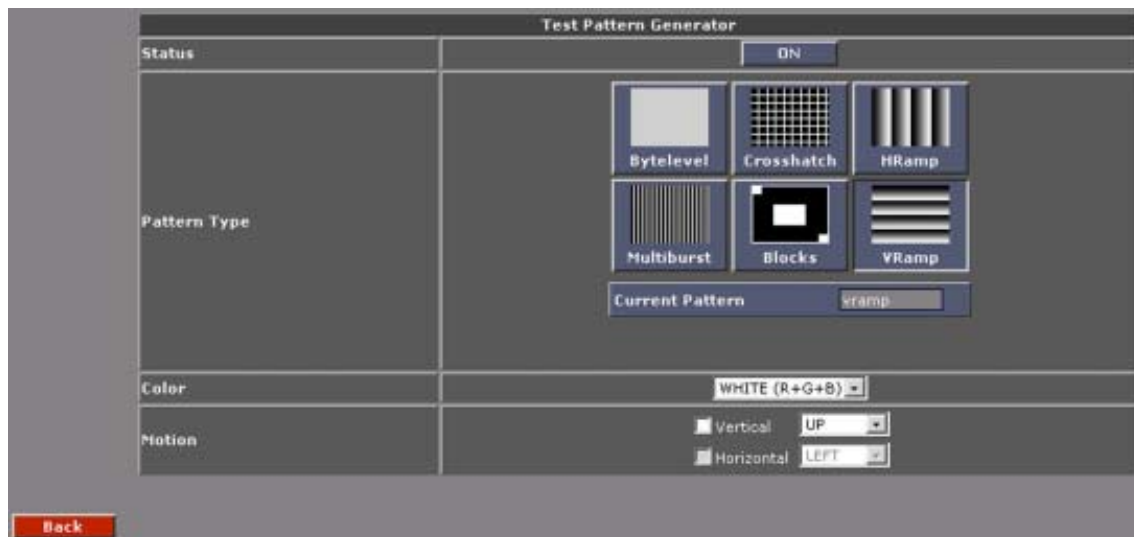 Test Pattern Generator
Status
ON
Pattern Type
Bytelevel
Crosshatch
HRamp
Multiburst
Blocks
VRamp
Current Pattern
vramp
Color
WHITE (R+G+B)
Motion
Vertical
UP
Horizontal
LEFT
Back